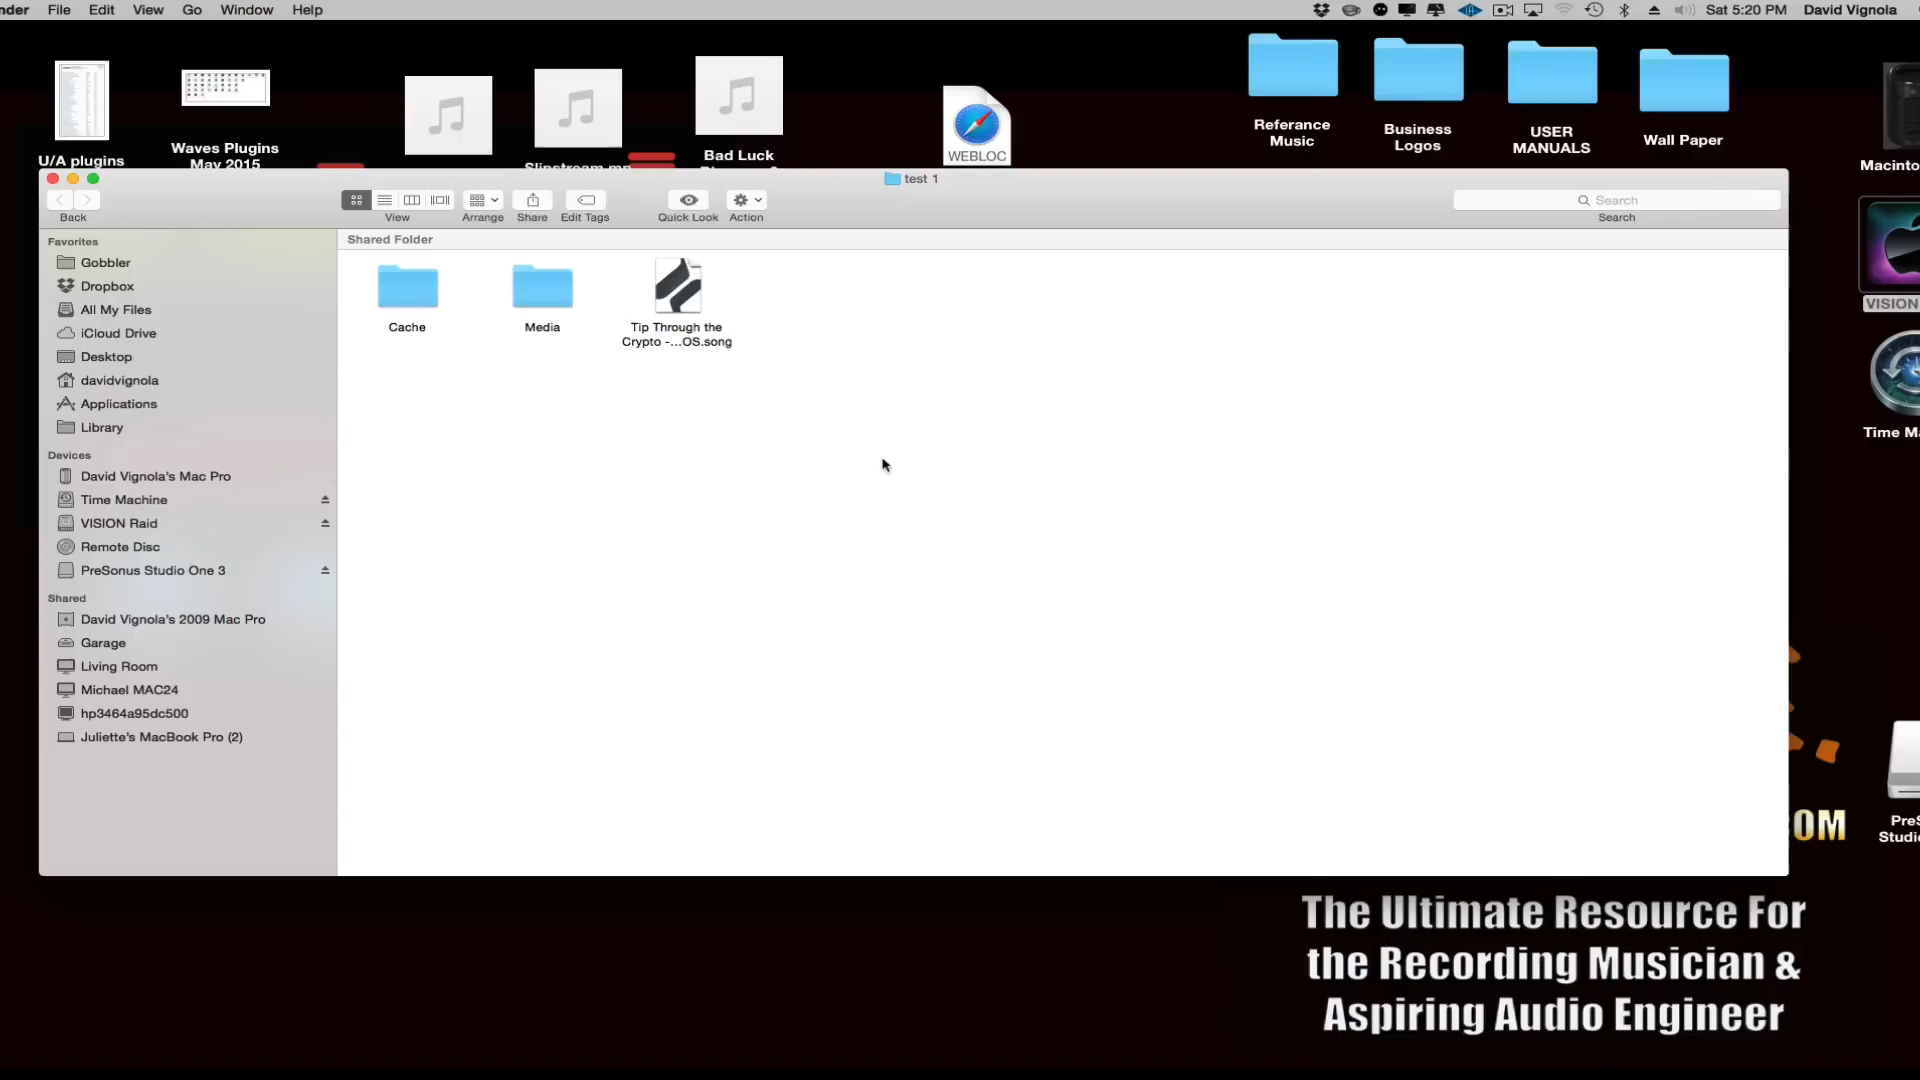 nder File Edit View Go Window Help
Sat 5:20 PM David Vignola
U/A plugins
Waves Plugins
May 2015
Bad Luck
WEBLOC
Referance
Music
Business
Logos
USER
MANUALS
Wall Paper
Macinto
test 1
Back
View
Arrange
Share
Edit Tags
Quick Look
Action
Search
Search
Shared Folder
Favorites
Gobbler
Dropbox
All My Files
iCloud Drive
Desktop
davidvignola
Applications
Library
Devices
David Vignola's Mac Pro
Time Machine
VISION Raid
Remote Disc
PreSonus Studio One 3
Shared
David Vignola's 2009 Mac Pro
Garage
Living Room
Michael MAC24
hp3464a95dc500
Juliette's MacBook Pro (2)
Cache
Media
Tip Through the
Crypto -...OS.song
VISION
Time Ma
PreS
Studio
OM
The Ultimate Resource For
the Recording Musician &
Aspiring Audio Engineer